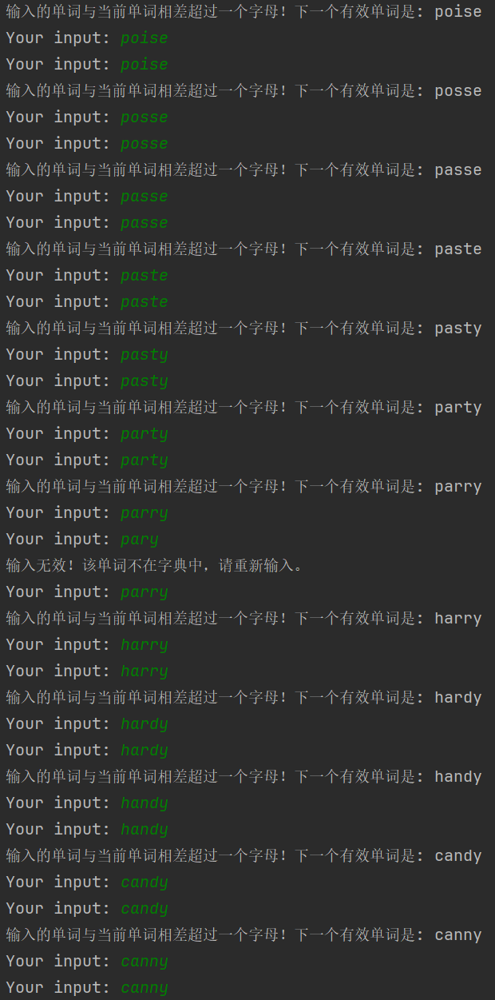 输入的单词与当前单词相差超过一个字母！下一个有效单词是: poise
Your input: poise
Your input: poise
输入的单词与当前单词相差超过一个字母！下一个有效单词是: posse
Your input: posse
Your input: posse
输入的单词与当前单词相差超过一个字母！下一个有效单词是: passe
Your input: passe
Your input: passe
输入的单词与当前单词相差超过一个字母！下一个有效单词是: paste
Your input: paste
Your input: paste
输入的单词与当前单词相差超过一个字母！下一个有效单词是: pasty
Your input: pasty
Your input: pasty
输入的单词与当前单词相差超过一个字母！下一个有效单词是: party
Your input: party
Your input: party
输入的单词与当前单词相差超过一个字母！下一个有效单词是: parry
Your input: parry
Your input: pary
输入无效！该单词不在字典中，请重新输入。
Your input: parry
输入的单词与当前单词相差超过一个字母！下一个有效单词是: harry
Your input: harry
Your input: harry
输入的单词与当前单词相差超过一个字母！下一个有效单词是: hardy
Your input: hardy
Your input: hardy
输入的单词与当前单词相差超过一个字母！下一个有效单词是: handy
Your input: handy
Your input: handy
输入的单词与当前单词相差超过一个字母！下一个有效单词是: candy
Your input: candy
Your input: candy
输入的单词与当前单词相差超过一个字母！下一个有效单词是: canny
Your input: canny
Your input: canny